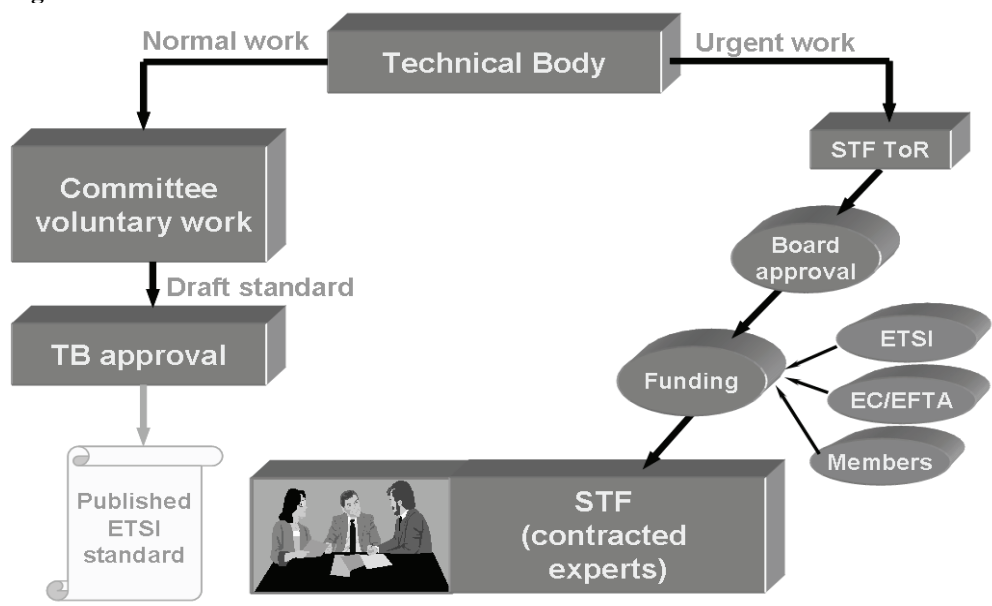 Normal work
Technical Body
Urgent work
Committee
voluntary work
STF ToR
Board
approval
Draft standard
TB approval
Funding
ETSI
EC/EFTA
Members
Published
ETSI
standard
STF
(contracted
experts)